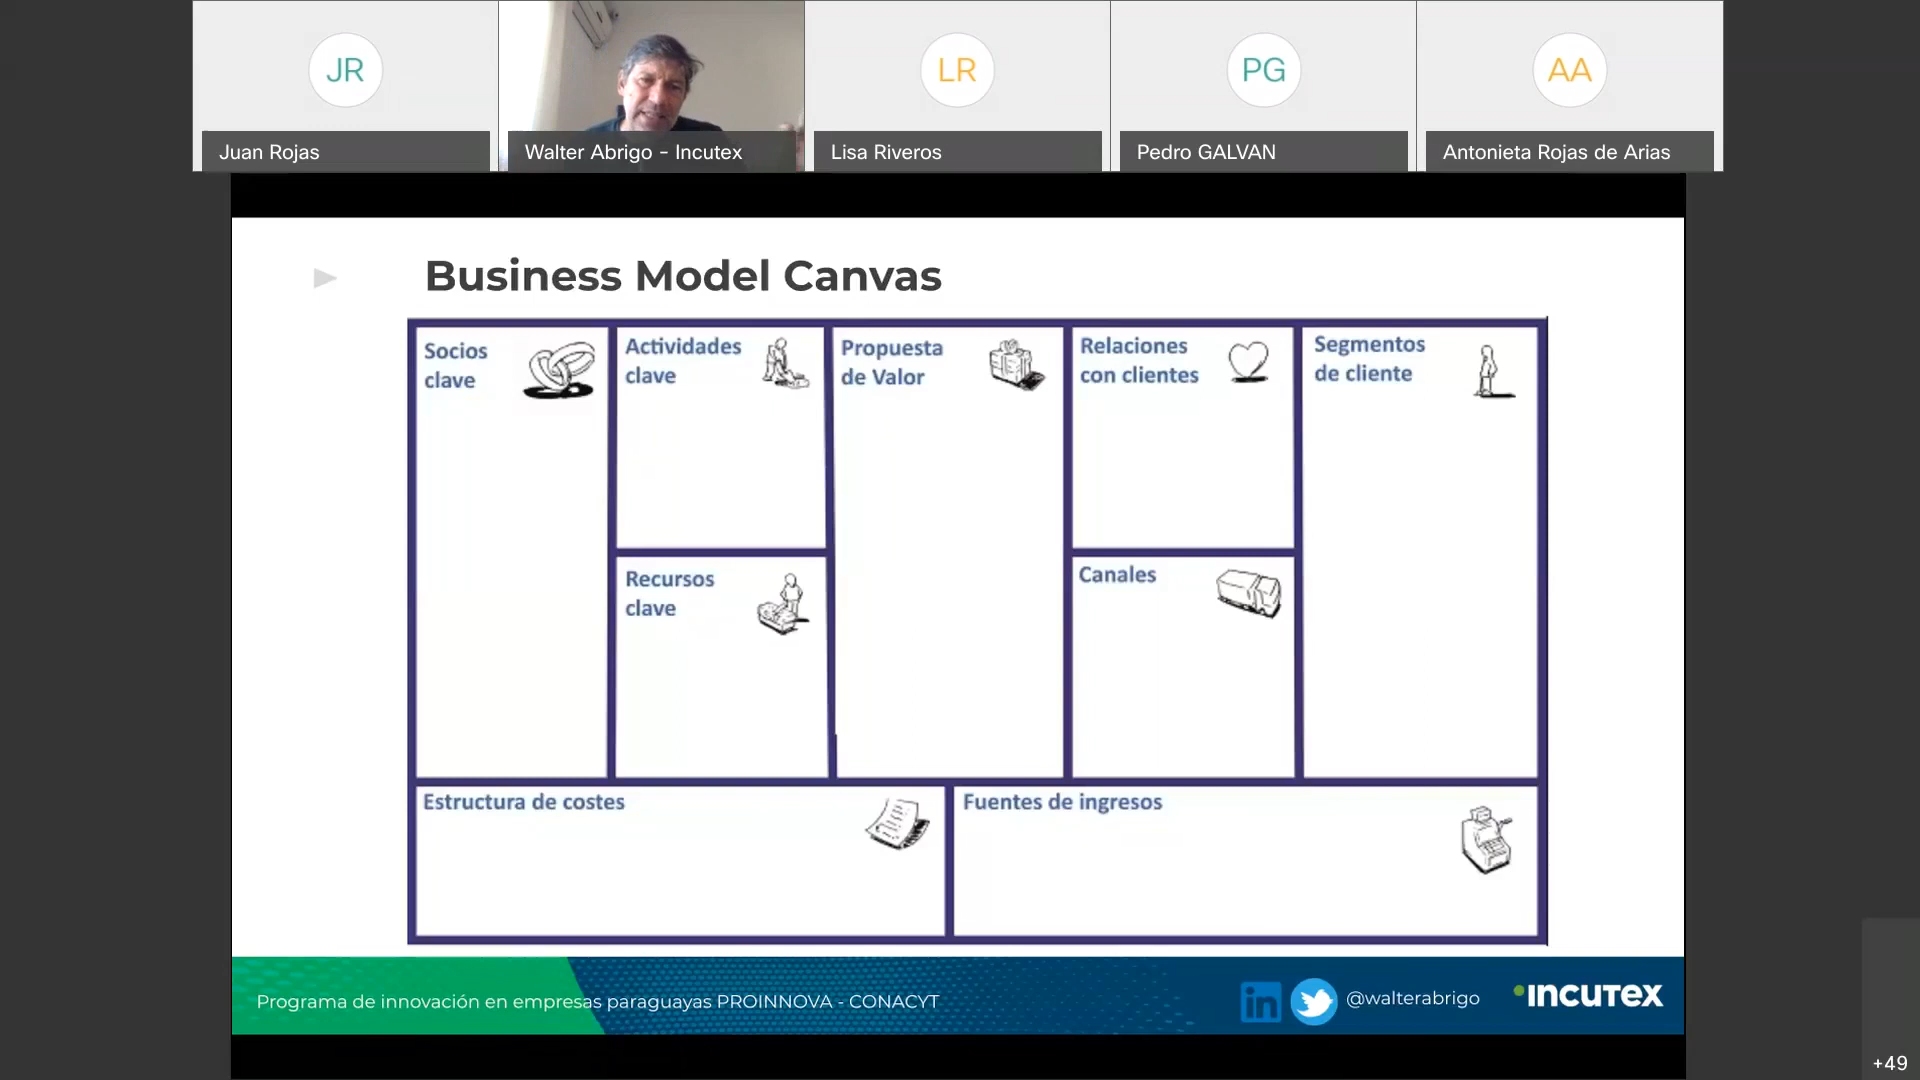 JR
LR
PG
AA
Juan Rojas
Walter Abrigo - Incutex
Lisa Riveros
Pedro GALVAN
Antonieta Rojas de Arias
Business Model Canvas
Socios
clave
Actividades
clave
Recursos
clave
Propuesta
de Valor
Relaciones
con clientes
Canales
Segmentos
de cliente
Estructura de costes
Fuentes de ingresos
Programa de innovación en empresas paraguayas PROINNOVA - CONACYT
in
@walterabrigo
INCUTEX
+49